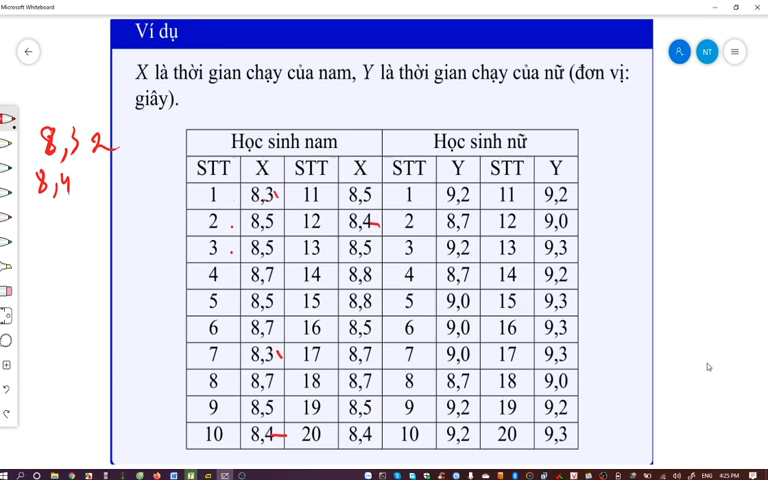 Microsoft Whiteboard
Ví dụ
X là thời gian chạy của nam, Y là thời gian chạy của nữ (đơn vị:
giây).
8,3 2
8,4
Học sinh nam Học sinh nữ
STT X STT X STT Y STT Y
1 8,3 11 8,5 1 9,2 11 9,2
2 8,5 12 8,4 2 8,7 12 9,0
3 8,5 13 8,5 3 9,2 13 9,3
4 8,7 14 8,8 4 8,7 14 9,2
5 8,5 15 8,8 5 9,0 15 9,3
6 8,7 16 8,5 6 9,0 16 9,3
7 8,3 17 8,7 7 9,0 17 9,3
8 8,7 18 8,7 8 8,7 18 9,0
9 8,5 19 8,5 9 9,2 19 9,2
10 8,4 20 8,4 10 9,2 20 9,3
NT
ENG 4:25 PM